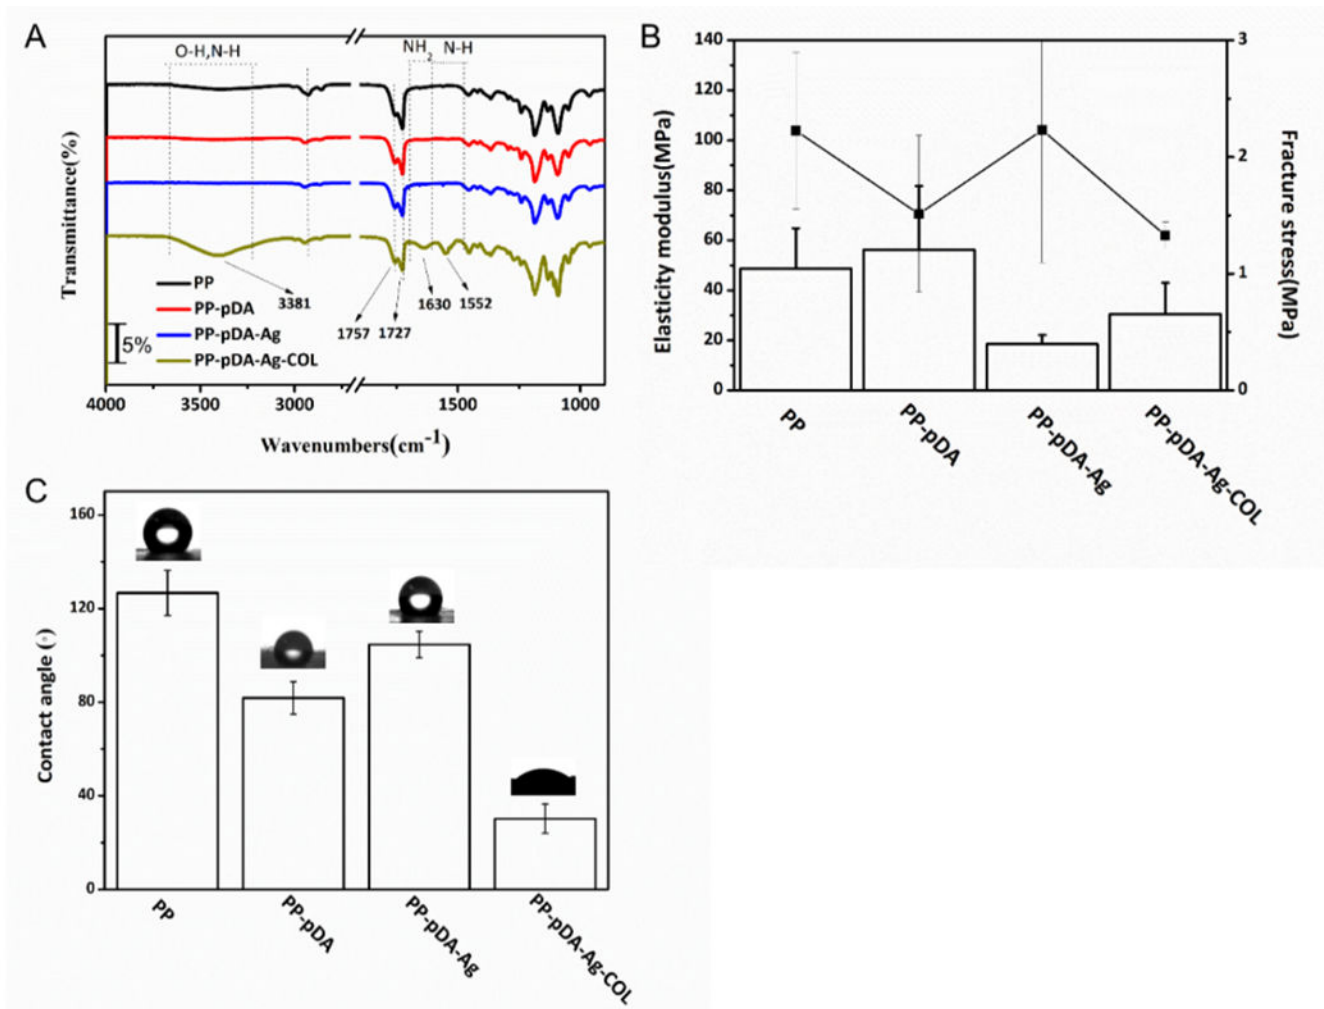 A
O-H,N-H
NH2 N-H
Transmittance(%)
3381
1757
1727
1630
1552
PP
PP-pDA
PP-pDA-Ag
PP-pDA-Ag-COL
5%
4000
3500
3000
1500
1000
Wavenumbers(cm-1)
B
140
120
100
80
60
40
20
0
Elasticity modulus(MPa)
3
2
1
0
Fracture stress(MPa)
PP
PP-pDA
PP-pDA-Ag
PP-pDA-Ag-COL
C
160
120
80
40
0
Contact angle (°)
PP
PP-pDA
PP-pDA-Ag
PP-pDA-Ag-COL